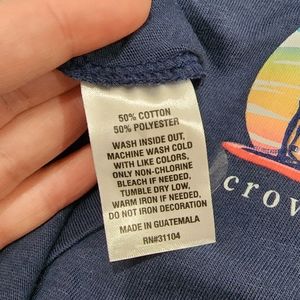 50% COTTON
50% POLYESTER
WASH INSIDE OUT,
MACHINE WASH COLD
WITH LIKE COLORS,
ONLY NON-CHLORINE
BLEACH IF NEEDED,
TUMBLE DRY LOW,
WARM IRON IF NEEDED,
DO NOT IRON DECORATION
MADE IN GUATEMALA
RN#31104
crow